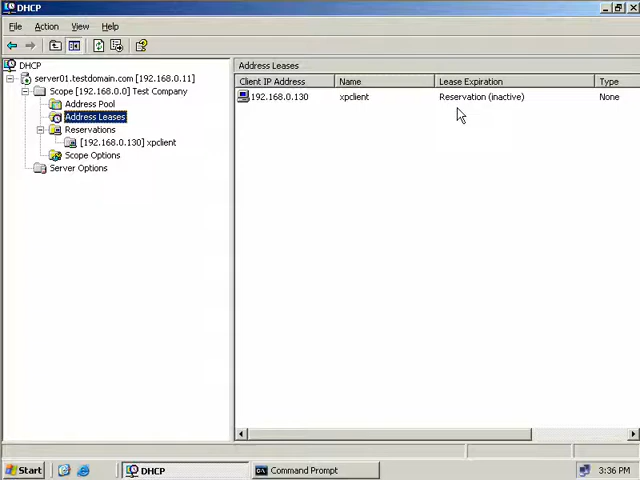 DHCP
File Action View Help
DHCP
server01.testdomain.com [192.168.0.11]
Scope [192.168.0.0] Test Company
Address Pool
Address Leases
Reservations
[192.168.0.130] xpclient
Scope Options
Server Options
Address Leases
Client IP Address Name Lease Expiration Type
192.168.0.130 xpclient Reservation (inactive) None
Start DHCP Command Prompt 3:36 PM